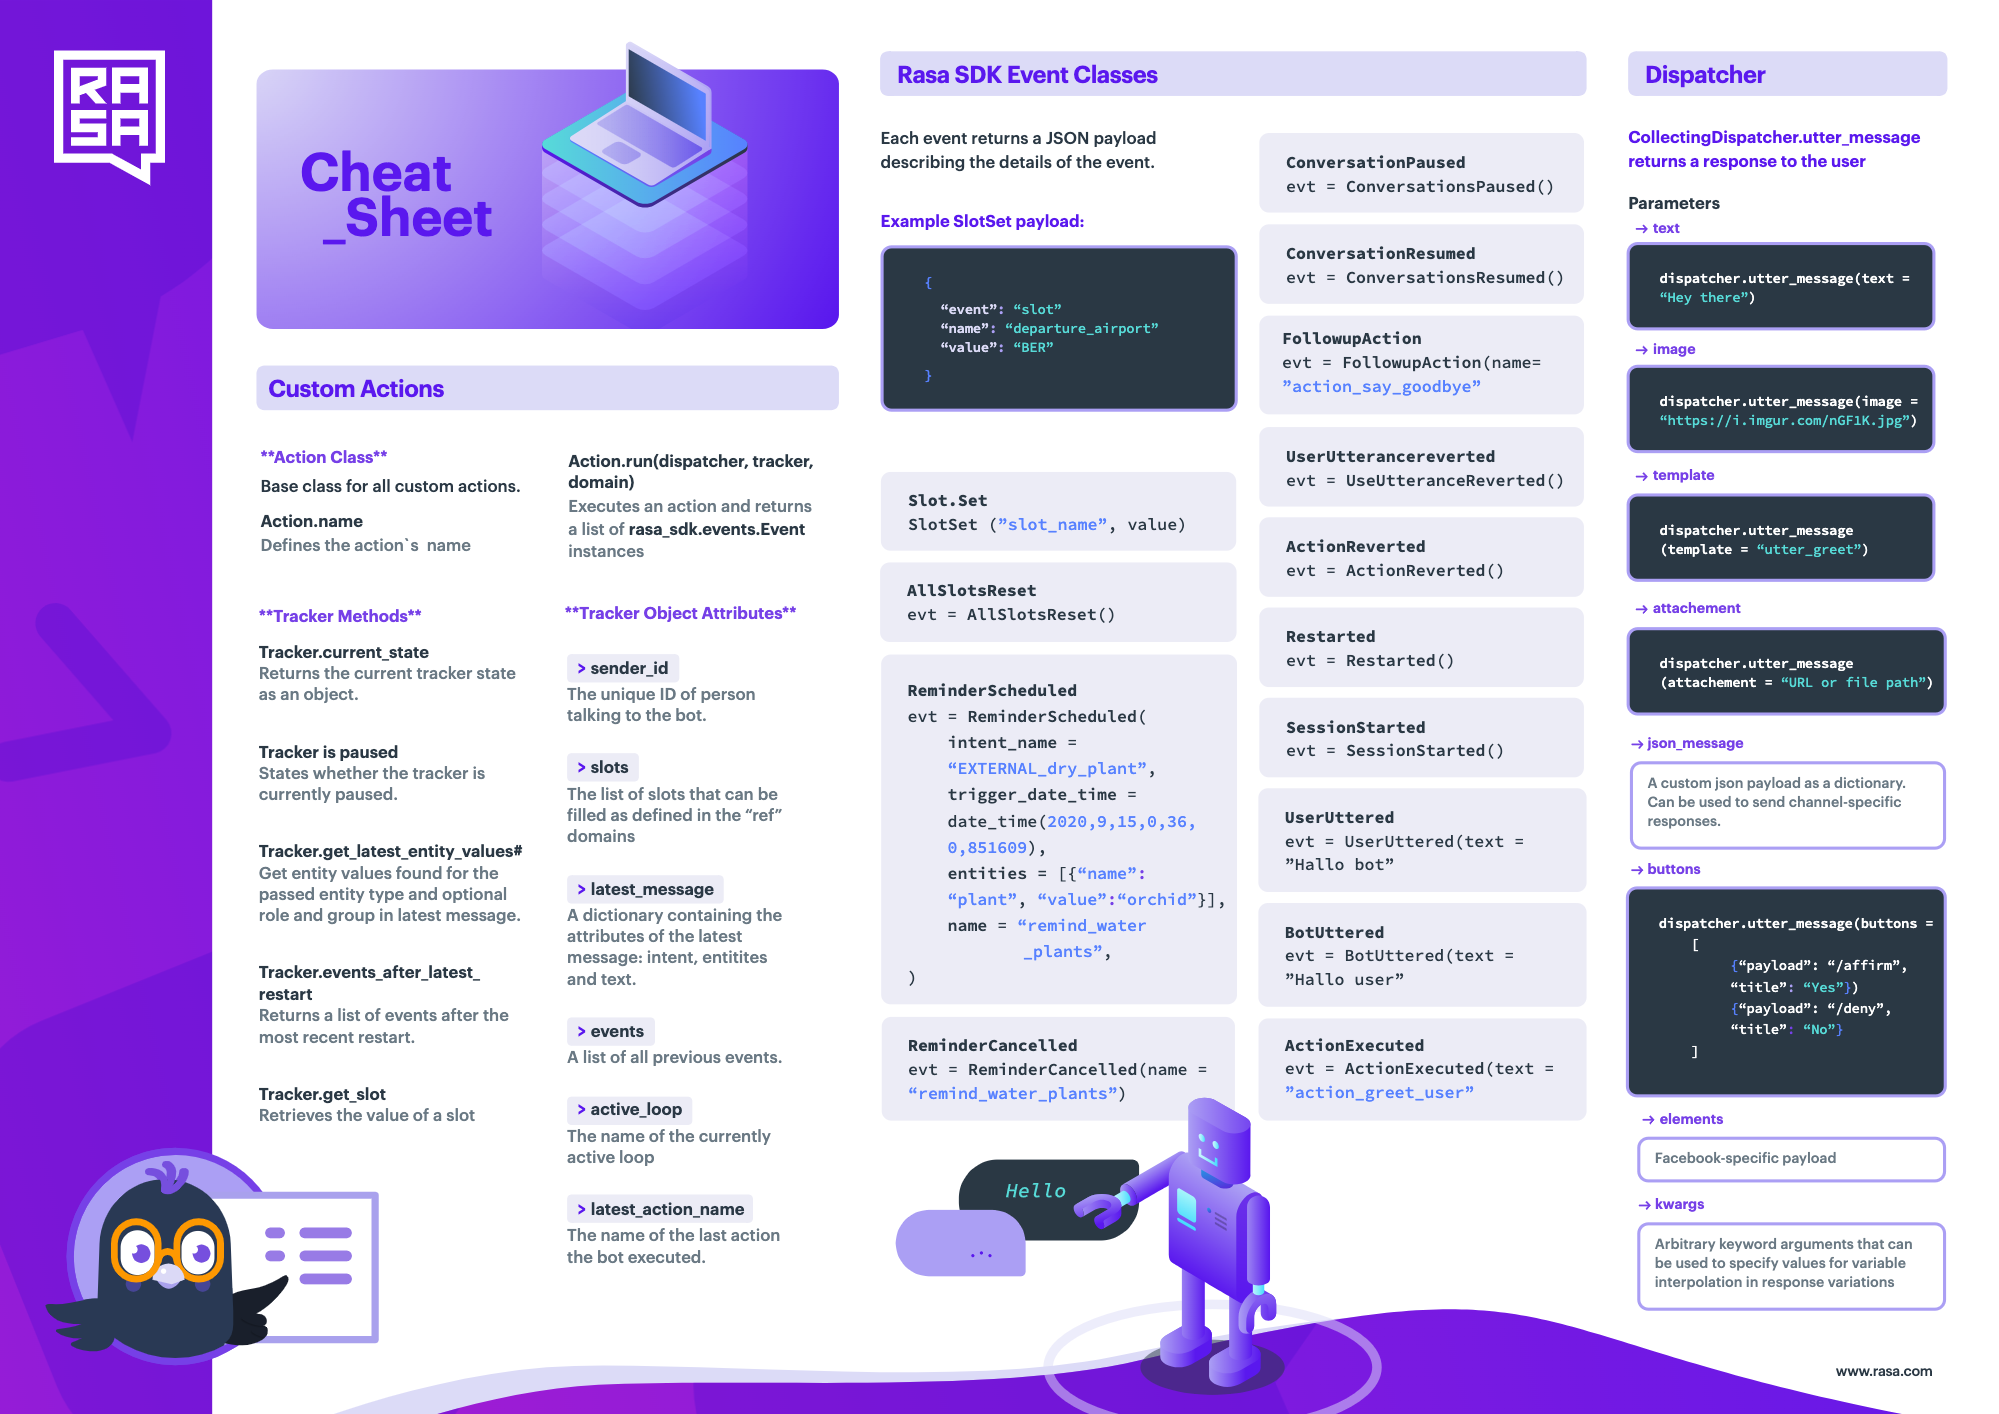 RA
SA
Cheat
_Sheet
Custom Actions
**Action Class**
Base class for all custom actions.
Action.name
Defines the action`s  name
Action.run(dispatcher, tracker,
domain)
Executes an action and returns
a list of rasa_sdk.events.Event
instances
**Tracker Methods**
Tracker.current_state
Returns the current tracker state
as an object.
Tracker is paused
States whether the tracker is
currently paused.
Tracker.get_latest_entity_values#
Get entity values found for the
passed entity type and optional
role and group in latest message.
Tracker.events_after_latest_
restart
Returns a list of events after the
most recent restart.
Tracker.get_slot
Retrieves the value of a slot
**Tracker Object Attributes**
> sender_id
The unique ID of person
talking to the bot.
> slots
The list of slots that can be
filled as defined in the “ref”
domains
> latest_message
A dictionary containing the
attributes of the latest
message: intent, entitites
and text.
> events
A list of all previous events.
> active_loop
The name of the currently
active loop
> latest_action_name
The name of the last action
the bot executed.
Rasa SDK Event Classes
Each event returns a JSON payload
describing the details of the event.
Example SlotSet payload:
{
“event”: “slot”
“name”: “departure_airport”
“value”: “BER”
}
Slot.Set
SlotSet (”slot_name”, value)
AllSlotsReset
evt = AllSlotsReset()
ReminderScheduled
evt = ReminderScheduled(
intent_name =
“EXTERNAL_dry_plant”,
trigger_date_time =
date_time(2020,9,15,0,36,
0,851609),
entities = [{“name”:
“plant”, “value”:“orchid”}],
name = “remind_water
_plants”,
)
ReminderCancelled
evt = ReminderCancelled(name =
“remind_water_plants”)
ConversationPaused
evt = ConversationsPaused()
ConversationResumed
evt = ConversationsResumed()
FollowupAction
evt = FollowupAction(name=
”action_say_goodbye”
UserUtterancereverted
evt = UseUtteranceReverted()
ActionReverted
evt = ActionReverted()
Restarted
evt = Restarted()
SessionStarted
evt = SessionStarted()
UserUttered
evt = UserUttered(text =
”Hallo bot”
BotUttered
evt = BotUttered(text =
”Hallo user”
ActionExecuted
evt = ActionExecuted(text =
”action_greet_user”
Hello
...
Dispatcher
CollectingDispatcher.utter_message
returns a response to the user
Parameters
→ text
dispatcher.utter_message(text =
“Hey there”)
→ image
dispatcher.utter_message(image =
“https://i.imgur.com/nGF1K.jpg”)
→ template
dispatcher.utter_message
(template = “utter_greet”)
→ attachement
dispatcher.utter_message
(attachement = “URL or file path”)
→ json_message
A custom json payload as a dictionary.
Can be used to send channel-specific
responses.
→ buttons
dispatcher.utter_message(buttons =
[
{“payload”: “/affirm”,
“title”: “Yes”})
{“payload”: “/deny”,
“title”: “No”}
]
→ elements
Facebook-specific payload
→ kwargs
Arbitrary keyword arguments that can
be used to specify values for variable
interpolation in response variations
www.rasa.com